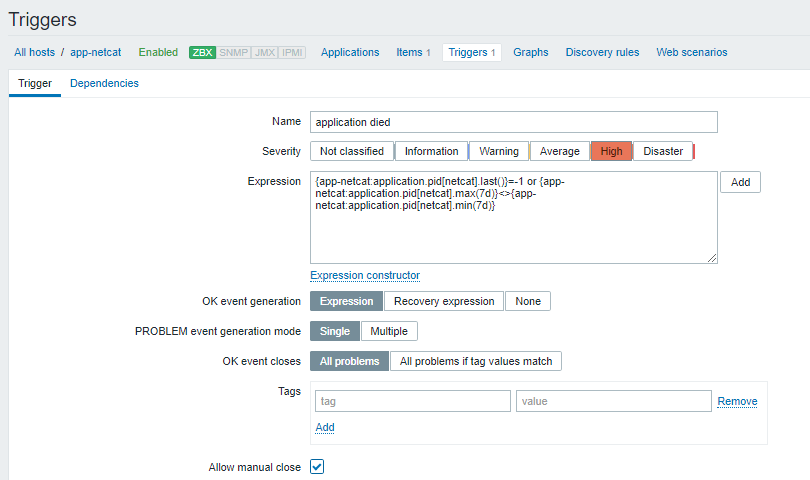 Triggers
All hosts / app-netcat Enabled ZBX SNMP JMX IPMI Applications Items 1 Triggers 1 Graphs Discovery rules Web scenarios
Trigger Dependencies
Name application died
Severity Not classified Information Warning Average High Disaster
Expression {app-netcat:application.pid[netcat].last()}=-1 or {app- Add
netcat:application.pid[netcat].max(7d)}<>{app-
netcat:application.pid[netcat].min(7d)}
Expression constructor
OK event generation Expression Recovery expression None
PROBLEM event generation mode Single Multiple
OK event closes All problems All problems if tag values match
Tags tag value Remove
Add
Allow manual close